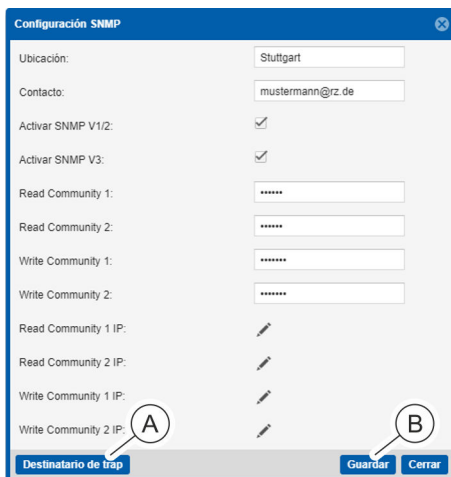 Configuración SNMP
Ubicación: Stuttgart
Contacto: mustermann@rz.de
Activar SNMP V1/2:
Activar SNMP V3:
Read Community 1: ••••••
Read Community 2: ••••••
Write Community 1: •••••••
Write Community 2: •••••••
Read Community 1 IP:
Read Community 2 IP:
Write Community 1 IP:
Write Community 2 IP:
A B
Destinatario de trap Guardar Cerrar